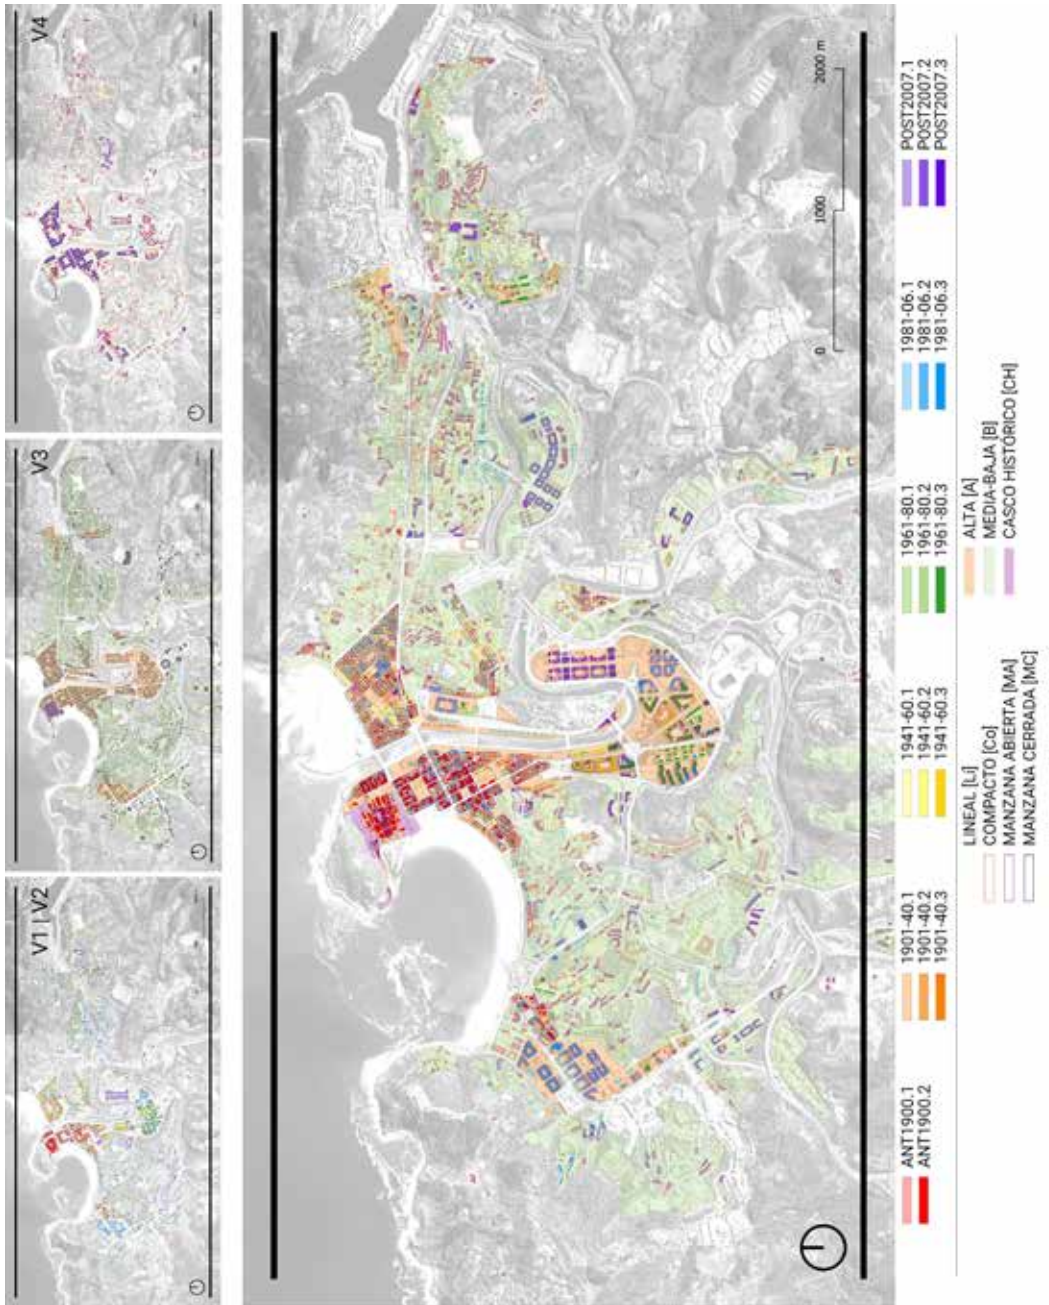 V1 | V2
V3
V4
0
1000
2000 m
ANT1900.1
ANT1900.2
1901-40.1
1901-40.2
1901-40.3
1941-60.1
1941-60.2
1941-60.3
1961-80.1
1961-80.2
1961-80.3
1981-06.1
1981-06.2
1981-06.3
POST2007.1
POST2007.2
POST2007.3
LINEAL [Li]
COMPACTO [Co]
MANZANA ABIERTA [MA]
MANZANA CERRADA [MC]
ALTA [A]
MEDIA-BAJA [B]
CASCO HISTÓRICO [CH]